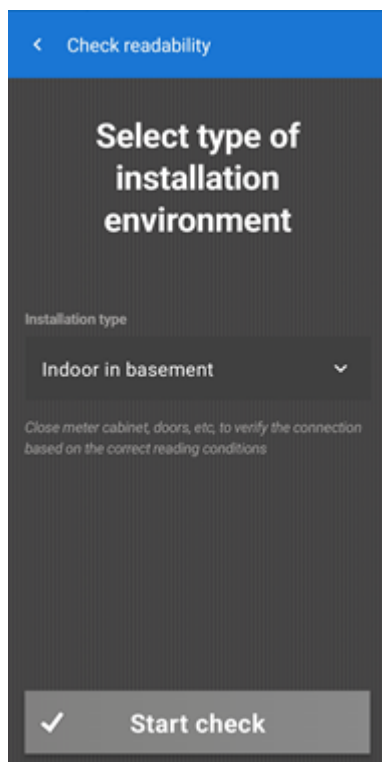 Check readability
Select type of
installation
environment
Installation type
Indoor in basement
Close meter cabinet, doors, etc, to verify the connection
based on the correct reading conditions
Start check